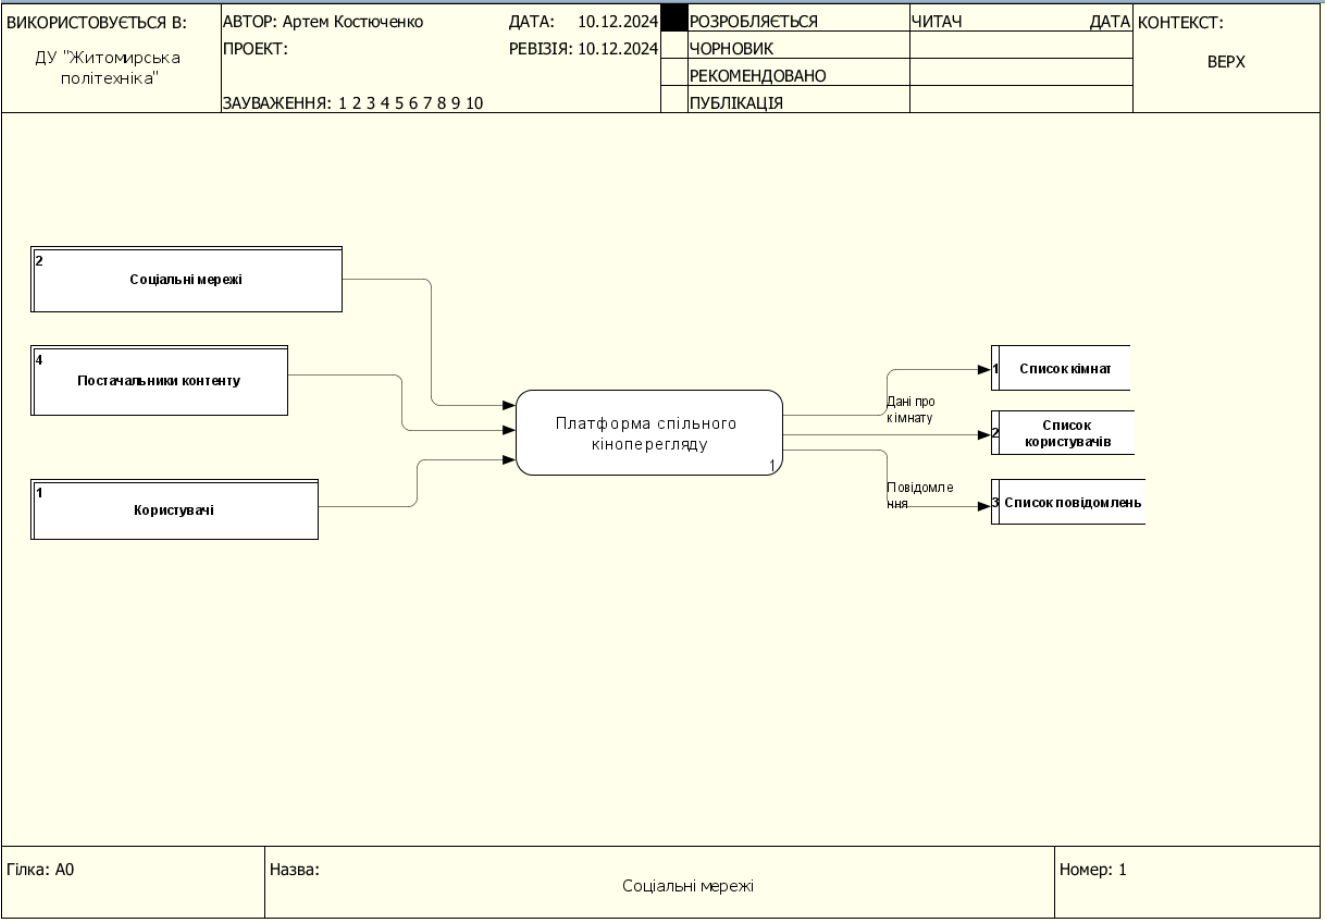 ВИКОРИСТОВУЄТЬСЯ В:
ДУ "Житомирська
політехніка"
АВТОР: Артем Костюченко
ДАТА: 10.12.2024
ПРОЕКТ:
РЕВІЗІЯ: 10.12.2024
ЗАУВАЖЕННЯ: 1 2 3 4 5 6 7 8 9 10
РОЗРОБЛЯЄТЬСЯ
ЧОРНОВИК
РЕКОМЕНДОВАНО
ПУБЛІКАЦІЯ
ЧИТАЧ
ДАТА
КОНТЕКСТ:
ВЕРХ
2
Соціальні мережі
4
Постачальники контенту
1
Користувачі
Платформа спільного
кіноперегляду
1
Дані про
кімнату
Повідомле
ння
1
Список кімнат
2
Список
користувачів
3
Список повідомлень
Гілка: A0
Назва:
Соціальні мережі
Номер: 1